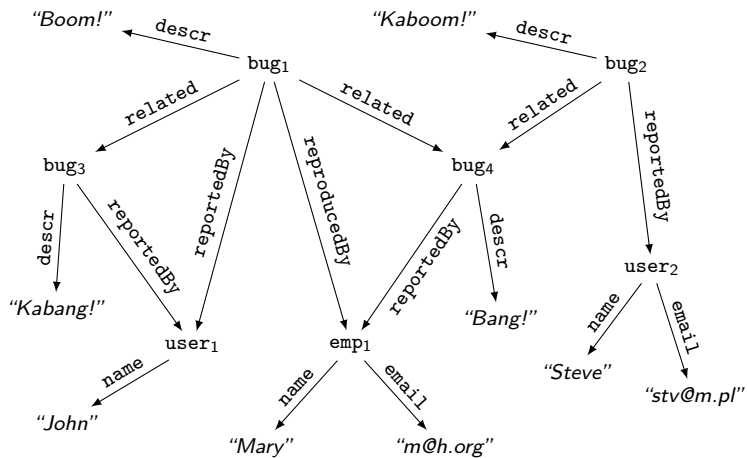 “Boom!” “Kaboom!”
descr descr
bug1 bug2
related related related
bug3 reportedBy reproducedBy bug4 reportedBy
descr reportedBy reportedBy descr
user2
“Kabang!” “Bang!”
user1 emp1 name email
name name email “Steve” “stv@m.pl”
“John” “Mary” “m@h.org”